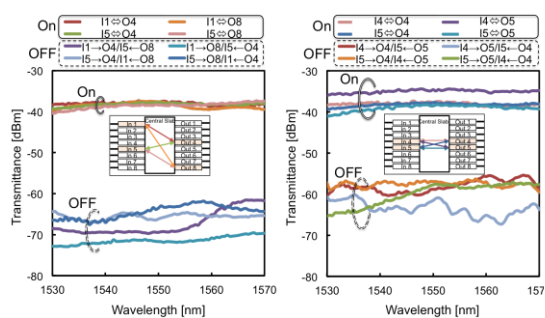 On
I1⇔O4 I1⇔O8
I5⇔O4 I5⇔O8
OFF
I1→O4/I5←O8 I1→O8/I5←O4
I5→O4/I1←O8 I5→O8/I1←O4
-30
-40
-50
-60
-70
-80
Transmittance [dBm]
On
OFF
Central Slab
In 1
In 2
In 3
In 4
In 5
In 6
In 7
In 8
Out 1
Out 2
Out 3
Out 4
Out 5
Out 6
Out 7
Out 8
1530 1540 1550 1560 1570
Wavelength [nm]
On
I4⇔O4 I4⇔O5
I5⇔O4 I5⇔O5
OFF
I4→O4/I5←O5 I4→O5/I5←O4
I5→O4/I4←O5 I5→O5/I4←O4
-30
-40
-50
-60
-70
-80
Transmittance [dBm]
On
OFF
Central Slab
In 1
In 2
In 3
In 4
In 5
In 6
In 7
In 8
Out 1
Out 2
Out 3
Out 4
Out 5
Out 6
Out 7
Out 8
1530 1540 1550 1560 1570
Wavelength [nm]